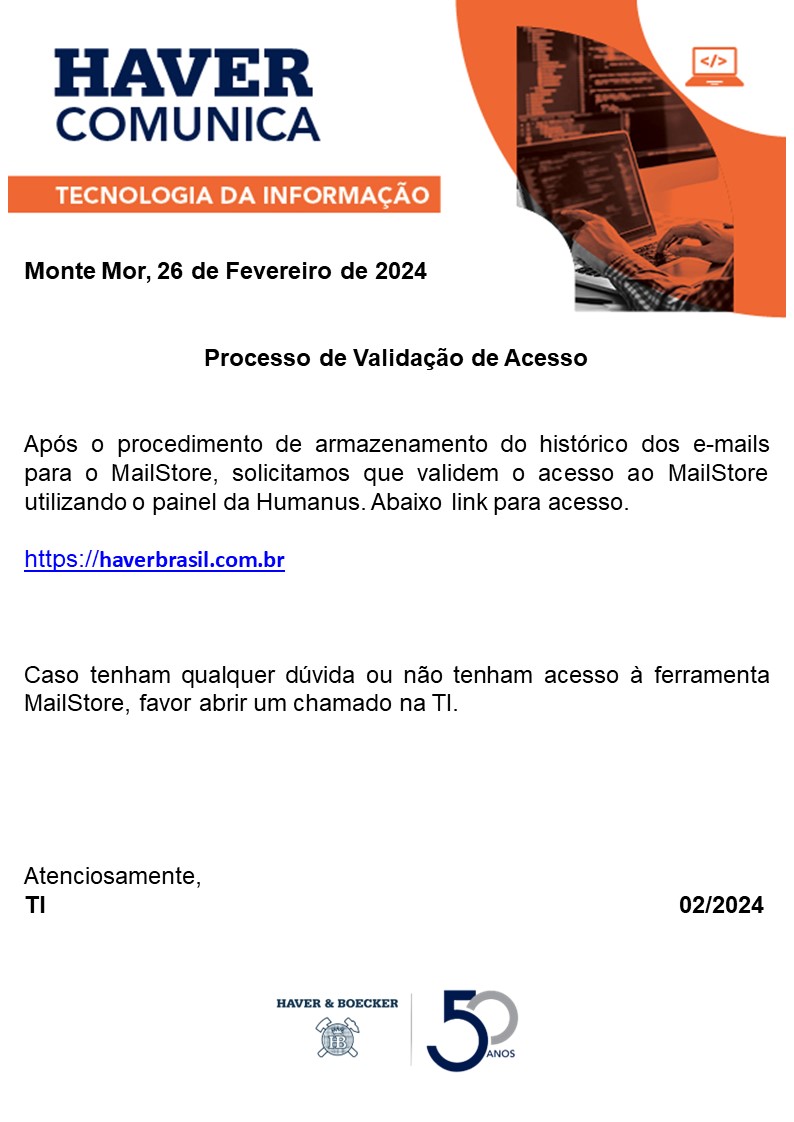 HAVER
COMUNICA
</>
TECNOLOGIA DA INFORMAÇÃO
Monte Mor, 26 de Fevereiro de 2024
Processo de Validação de Acesso
Após o procedimento de armazenamento do histórico dos e-mails
para o MailStore, solicitamos que validem o acesso ao MailStore
utilizando o painel da Humanus. Abaixo link para acesso.
https://haverbrasil.com.br
Caso tenham qualquer dúvida ou não tenham acesso à ferramenta
MailStore, favor abrir um chamado na TI.
Atenciosamente,
TI 02/2024
HAVER & BOECKER
HB
50
ANOS